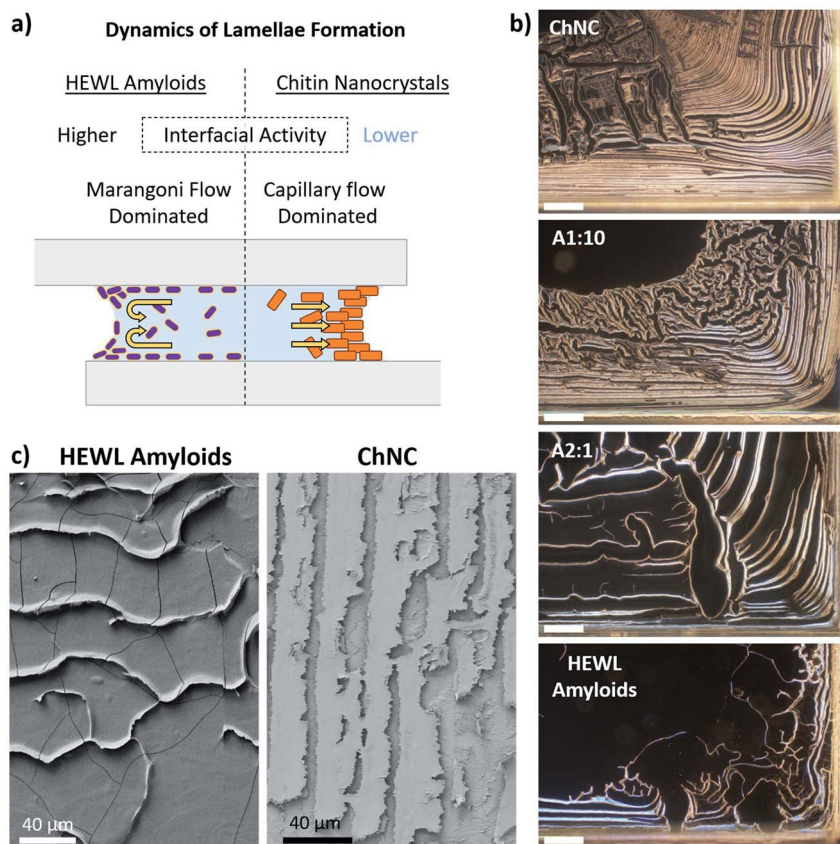 a)
Dynamics of Lamellae Formation
HEWL Amyloids
Chitin Nanocrystals
Higher
Interfacial Activity
Lower
Marangoni Flow
Dominated
Capillary flow
Dominated
b)
ChNC
A1:10
A2:1
HEWL
Amyloids
c)
HEWL Amyloids
ChNC
40 μm
40 μm